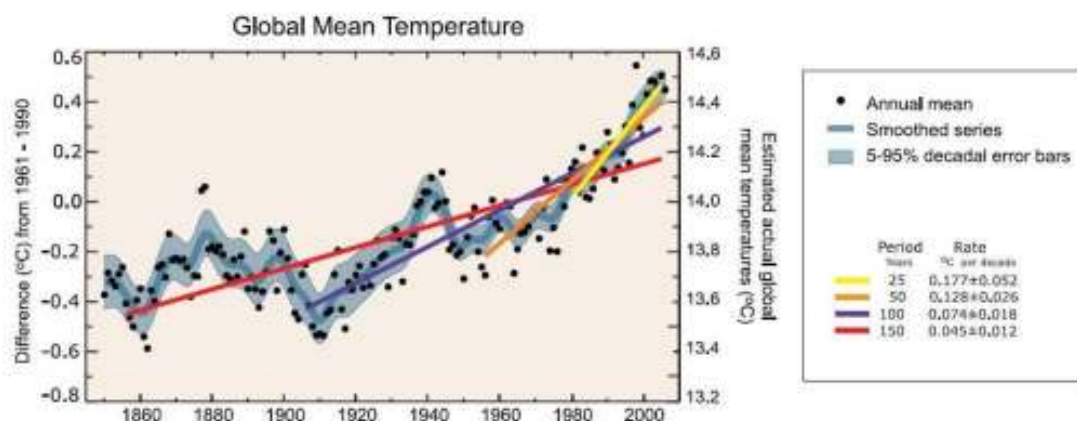 Global Mean Temperature
Difference (ºC) from 1961 - 1990
0.6
0.4
0.2
0.0
-0.2
-0.4
-0.6
-0.8
14.6
14.4
14.2
14.0
13.8
13.6
13.4
13.2
Estimated actual global
mean temperatures (ºC)
1860 1880 1900 1920 1940 1960 1980 2000
Annual mean
Smoothed series
5-95% decadal error bars
Period Rate
Years ºC per decade
25 0.177±0.052
50 0.128±0.026
100 0.074±0.018
150 0.045±0.012